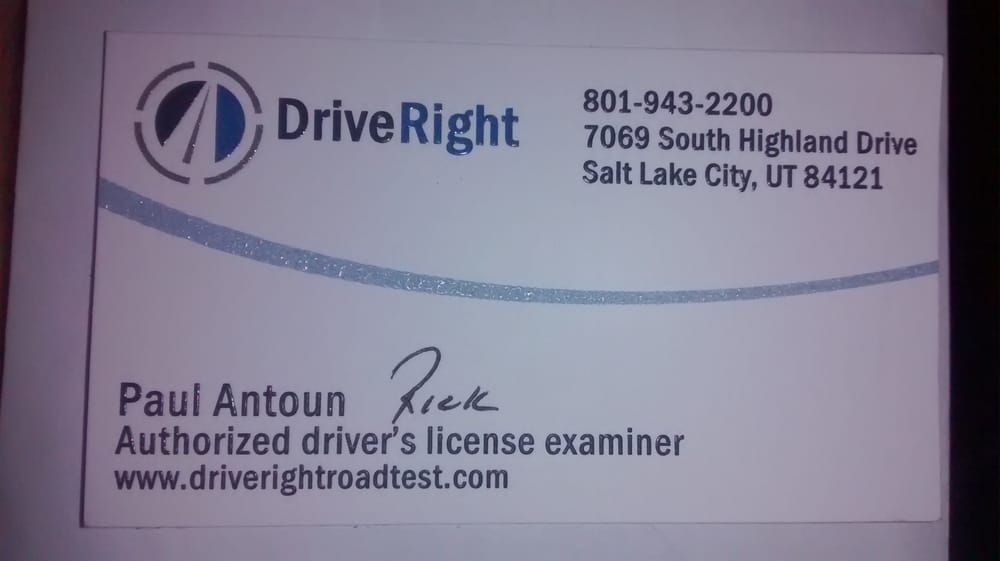 DriveRight
801-943-2200
7069 South Highland Drive
Salt Lake City, UT 84121
Paul Antoun Rick
Authorized driver's license examiner
www.driverightroadtest.com